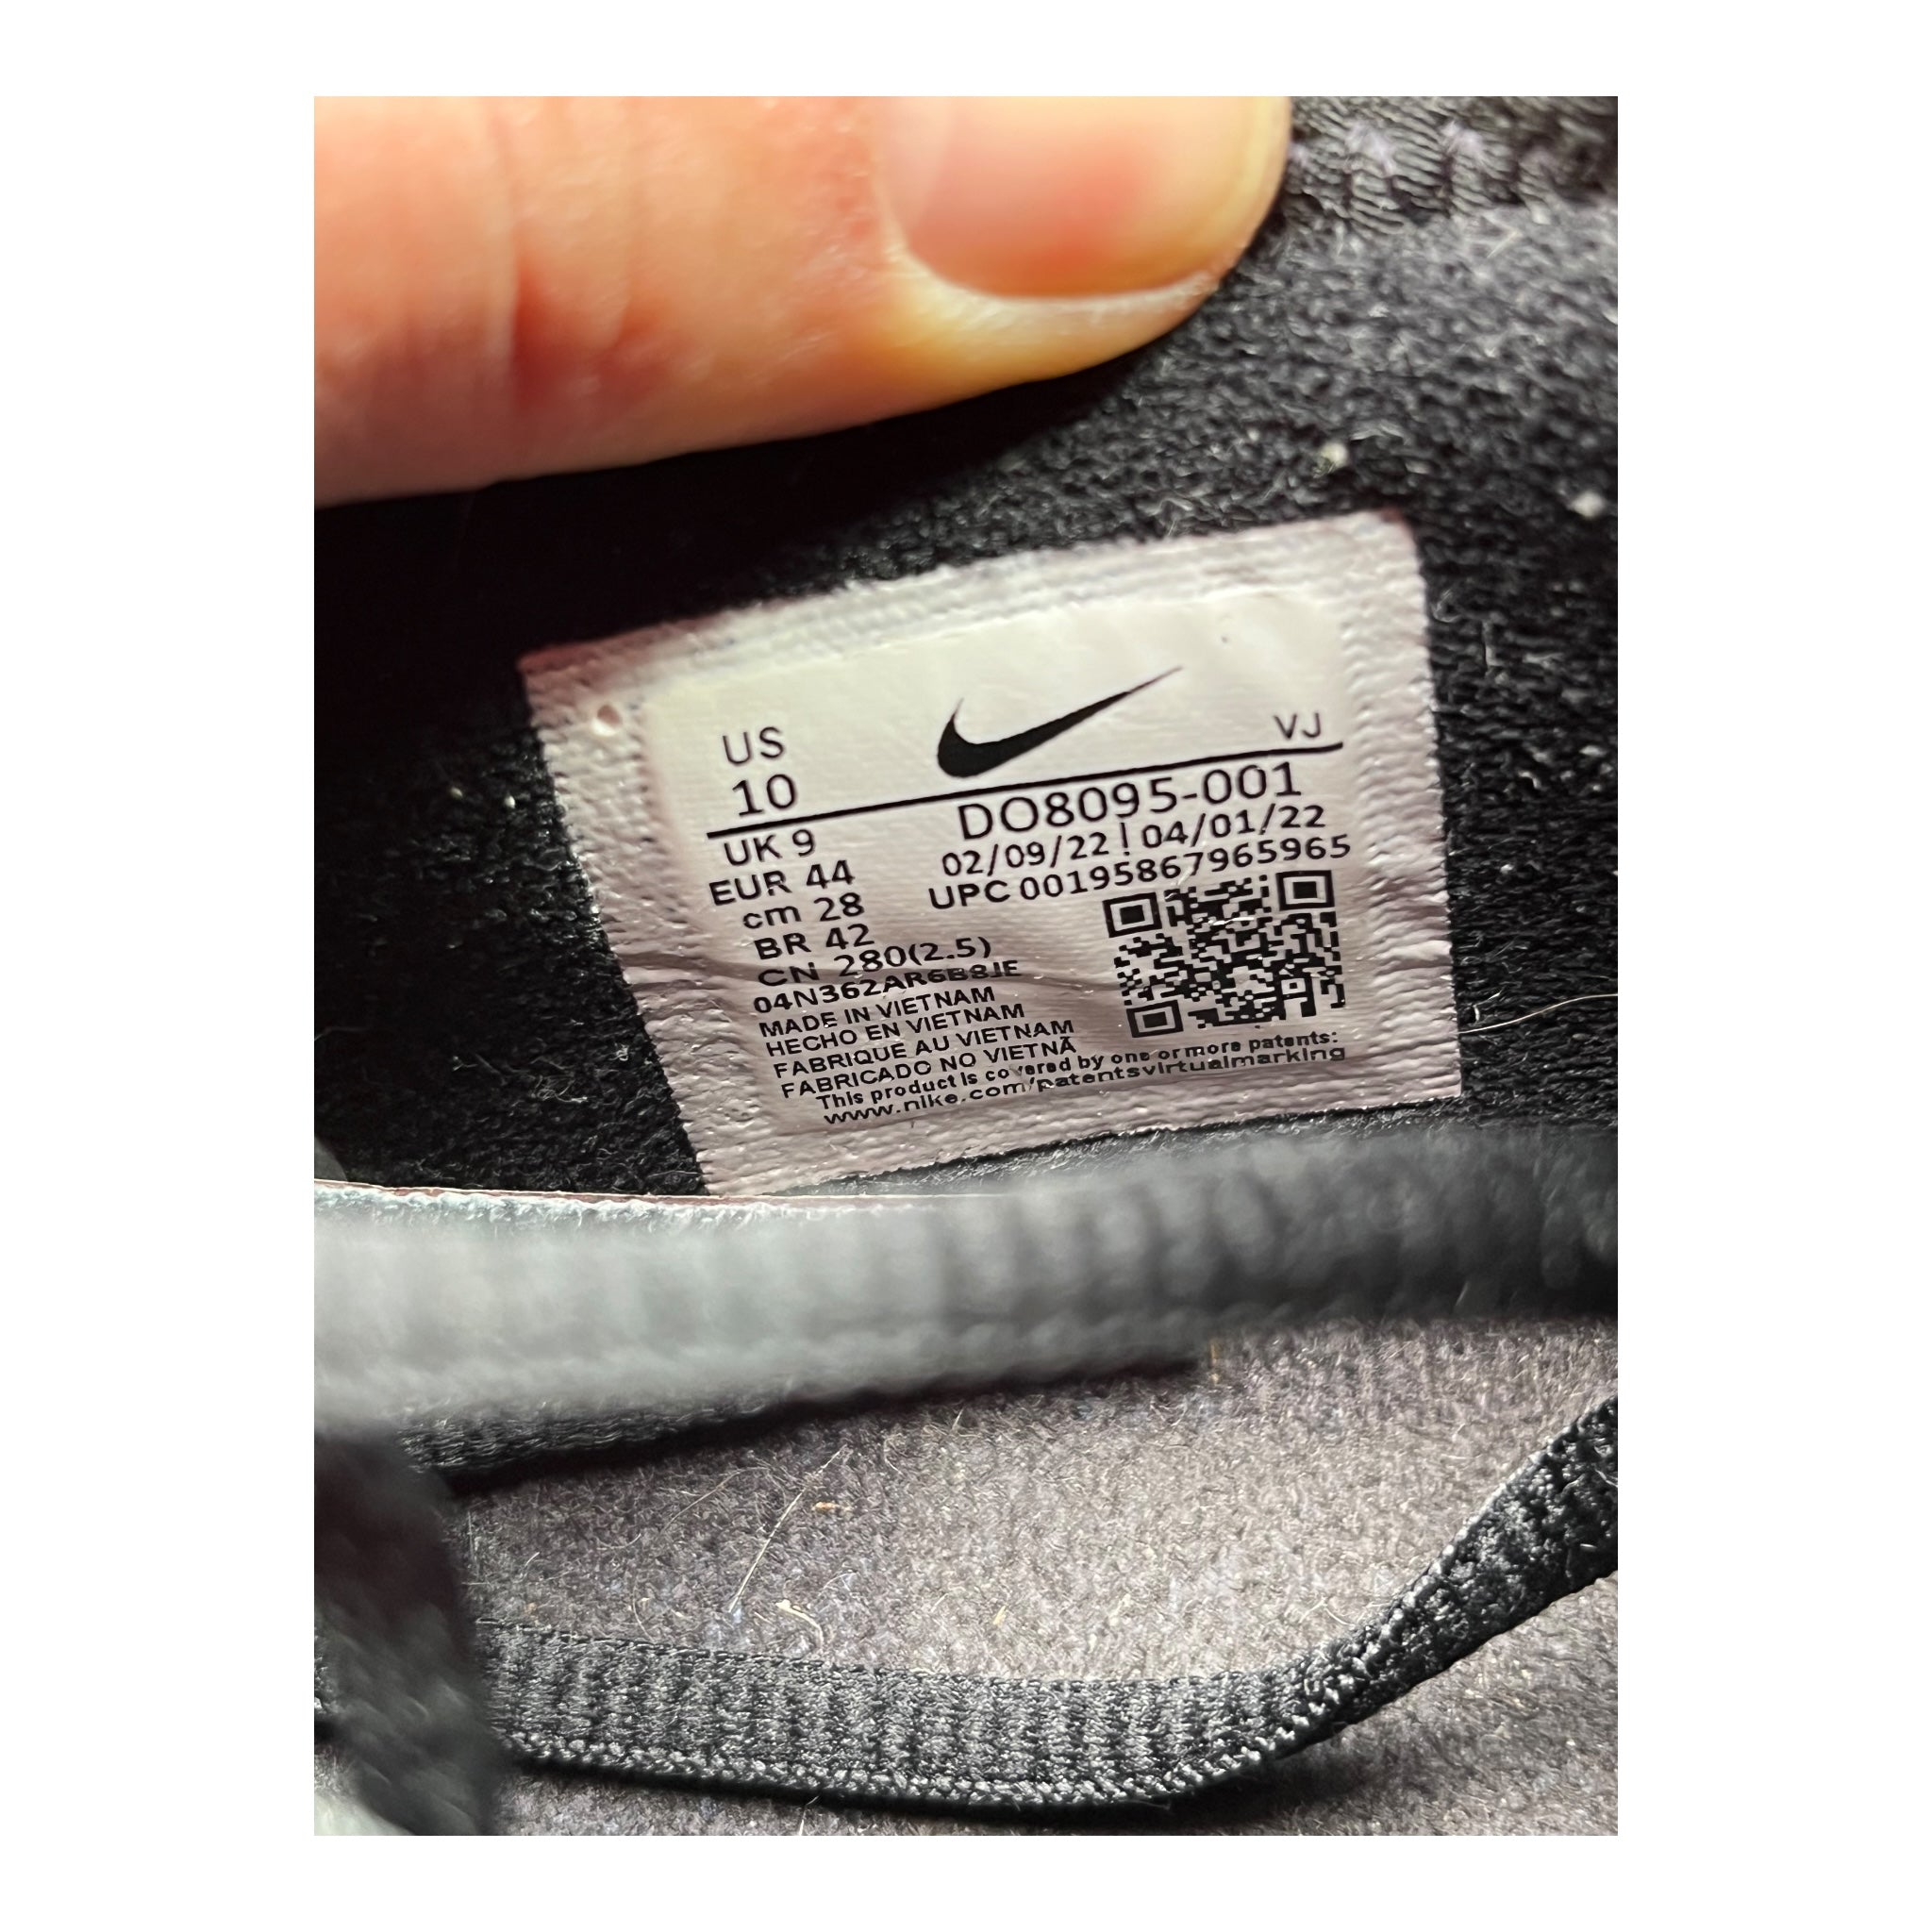 US
10
VJ
UK 9
EUR 44
cm 28
BR 42
CN 280(2.5)
DO8095-001
02/09/22 | 04/01/22
UPC 00195867965965
04N362AR6B8JE
MADE IN VIETNAM
HECHO EN VIETNAM
FABRIQUE AU VIETNAM
FABRICADO NO VIETNÃ
This product is covered by one or more patents:
www.nike.com/patentsvirtualmarking